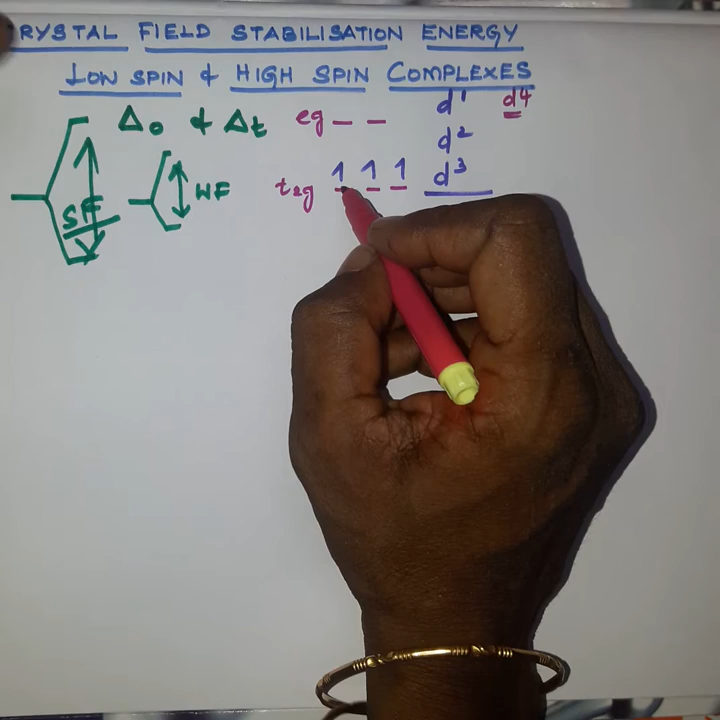 RYSTAL FIELD STABILISATION ENERGY
LOW SPIN & HIGH SPIN COMPLEXES
Δo & Δt
eg _ _
d¹
d4
d²
t2g 1 1 1
d³
SF
WF